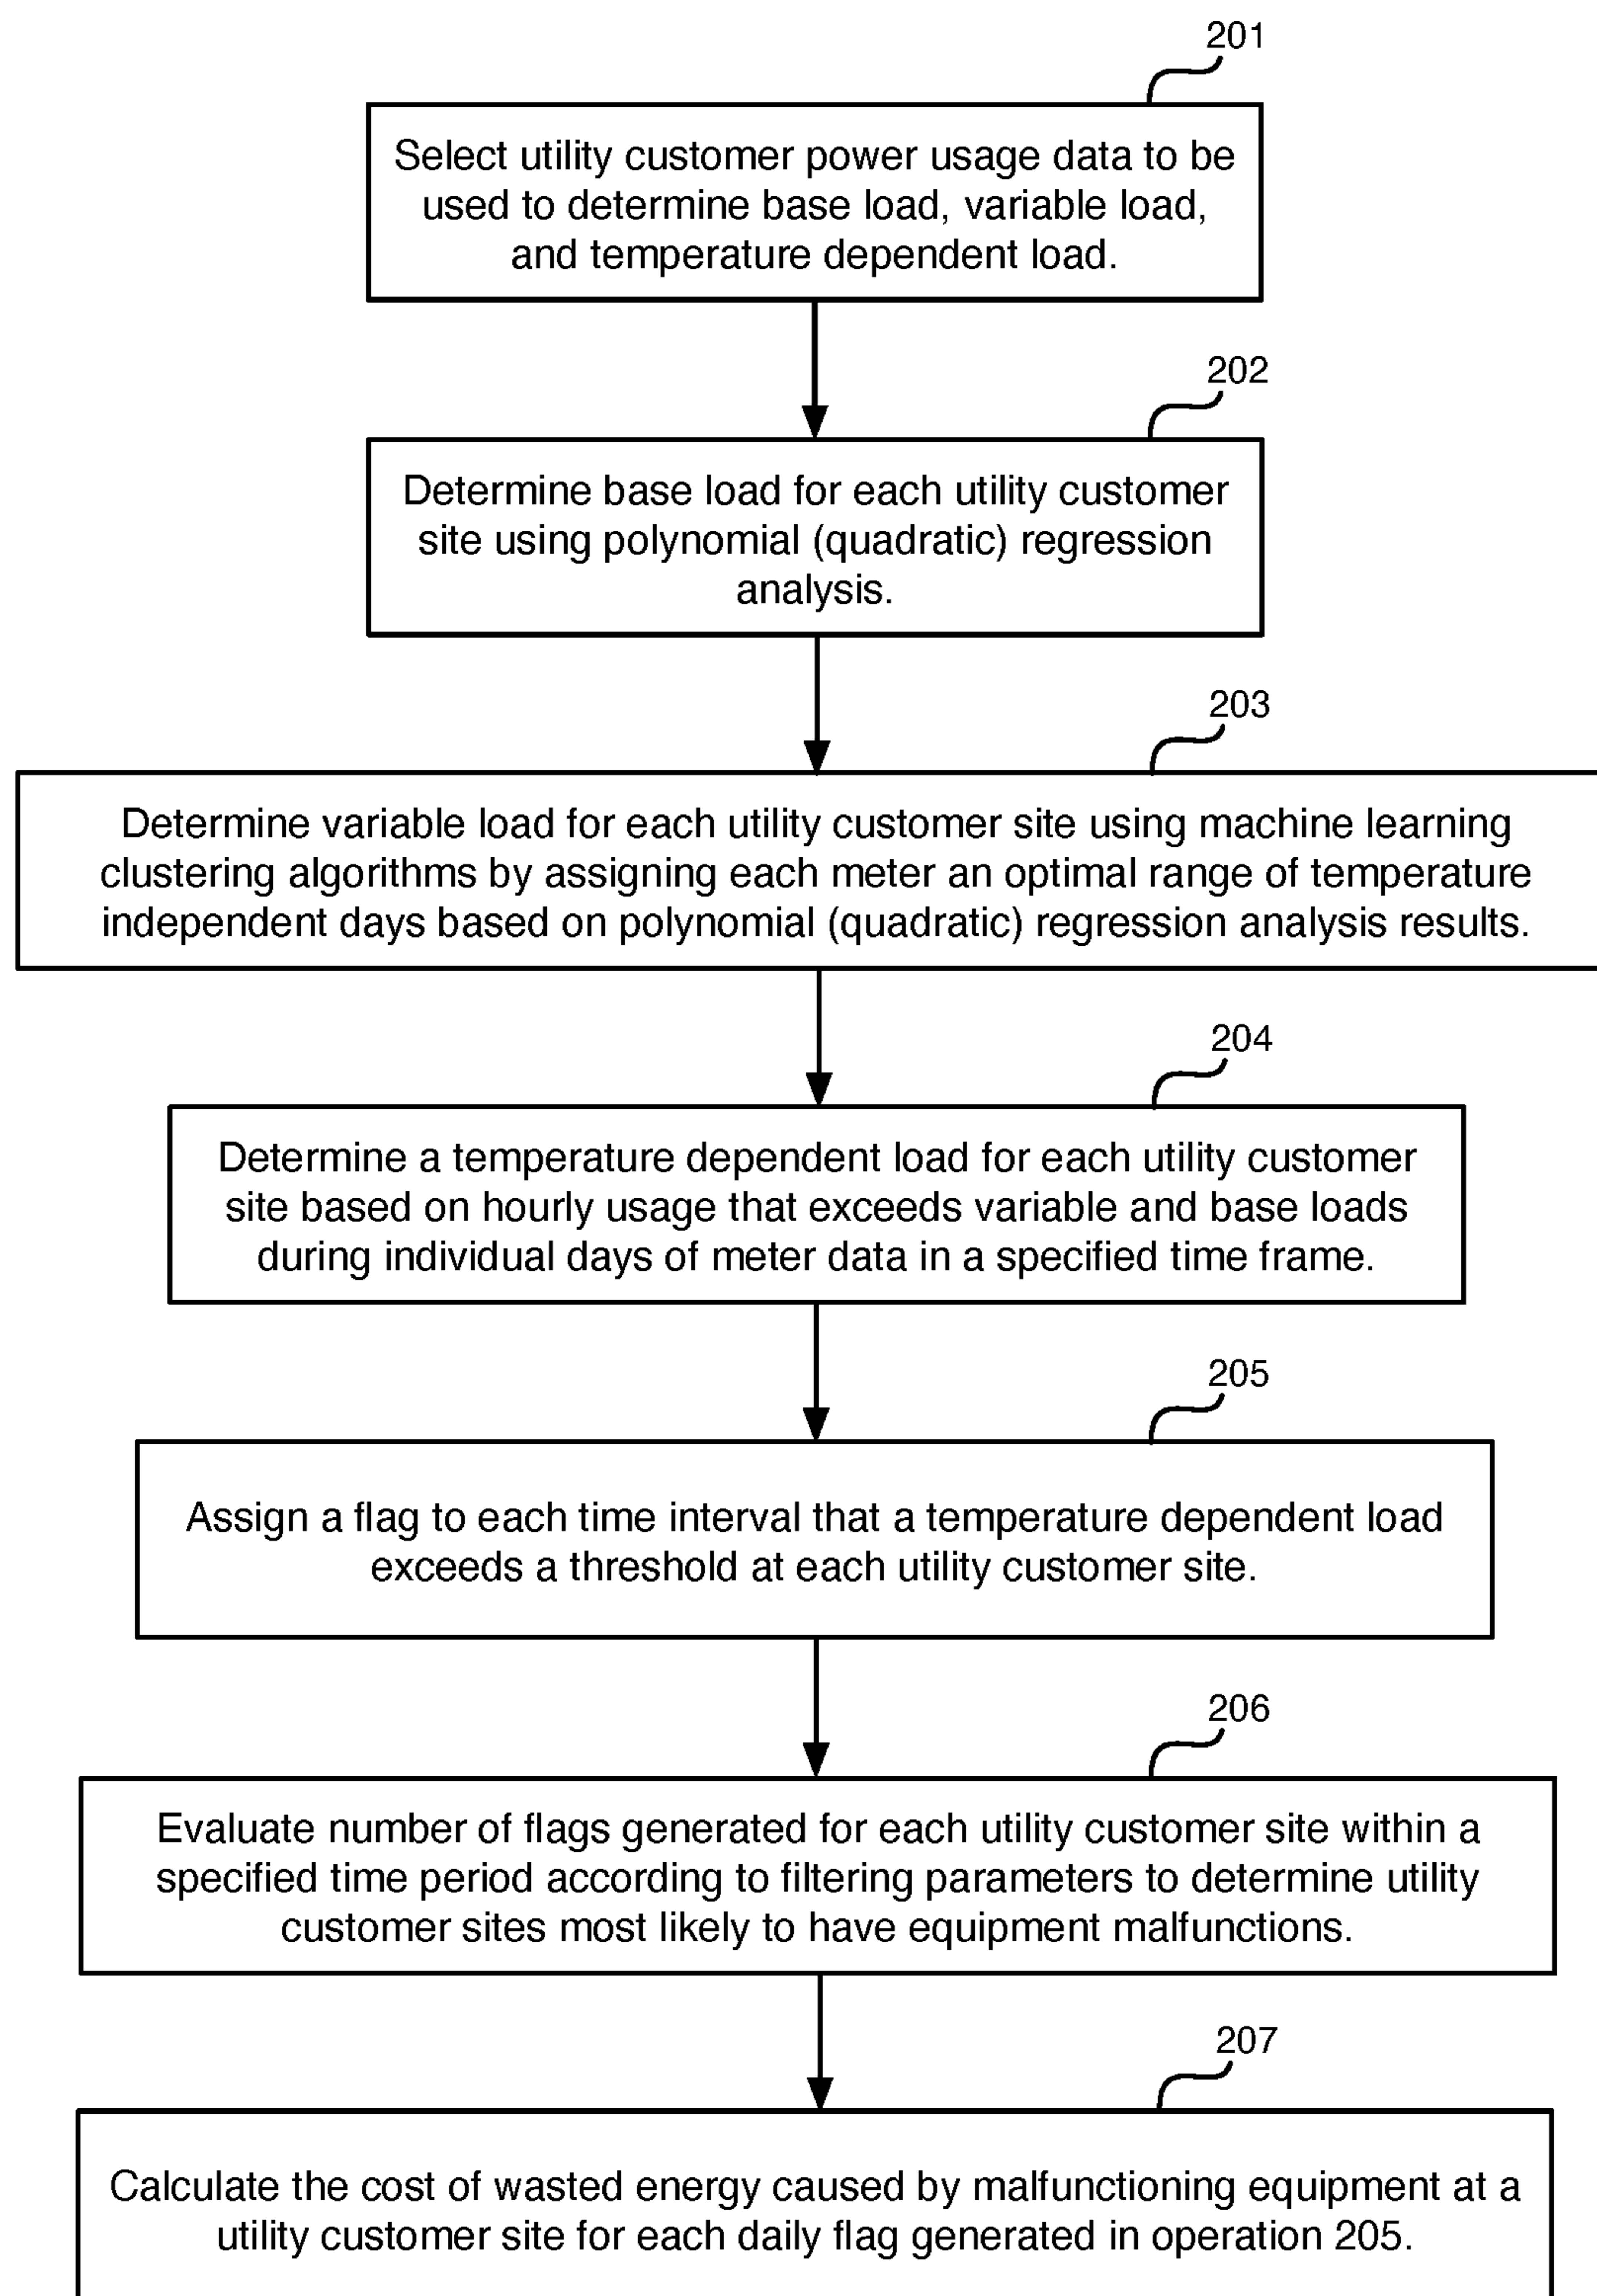 201
Select utility customer power usage data to be
used to determine base load, variable load,
and temperature dependent load.
202
Determine base load for each utility customer
site using polynomial (quadratic) regression
analysis.
203
Determine variable load for each utility customer site using machine learning
clustering algorithms by assigning each meter an optimal range of temperature
independent days based on polynomial (quadratic) regression analysis results.
204
Determine a temperature dependent load for each utility customer
site based on hourly usage that exceeds variable and base loads
during individual days of meter data in a specified time frame.
205
Assign a flag to each time interval that a temperature dependent load
exceeds a threshold at each utility customer site.
206
Evaluate number of flags generated for each utility customer site within a
specified time period according to filtering parameters to determine utility
customer sites most likely to have equipment malfunctions.
207
Calculate the cost of wasted energy caused by malfunctioning equipment at a
utility customer site for each daily flag generated in operation 205.